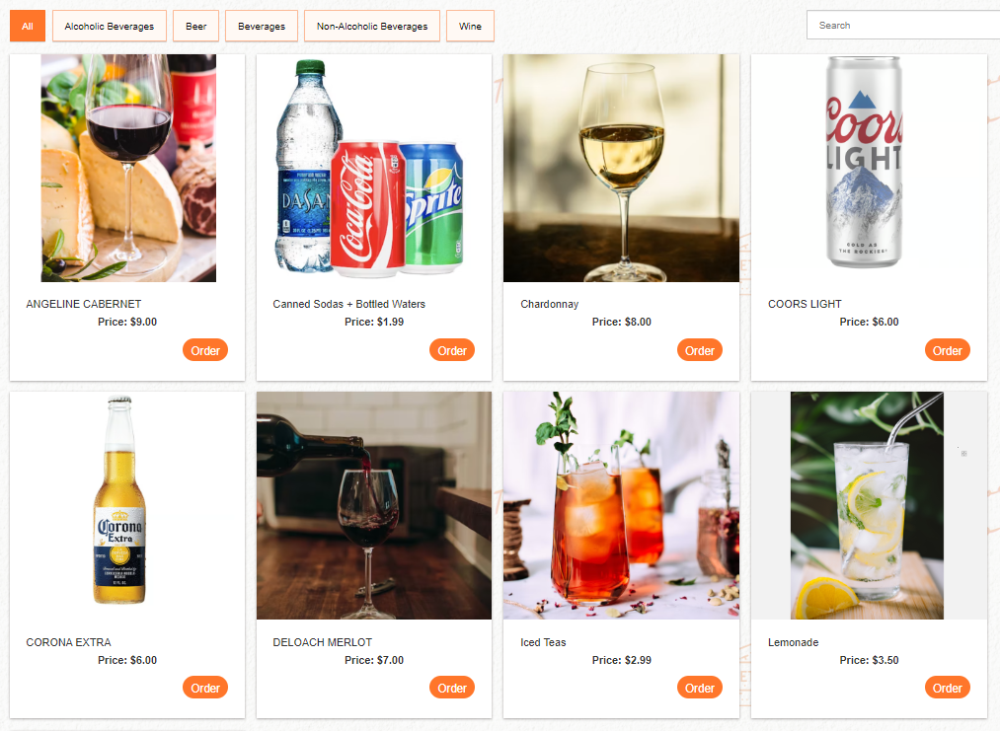 All
Alcoholic Beverages
Beer
Beverages
Non-Alcoholic Beverages
Wine
Search
DASAN
Coca-Cola
Sprite
Coors
LIGHT
COLD AS
THE ROCKIES
ANGELINE CABERNET
Price: $9.00
Order
Canned Sodas + Bottled Waters
Price: $1.99
Order
Chardonnay
Price: $8.00
Order
COORS LIGHT
Price: $6.00
Order
Corona
Extra
CORONA EXTRA
Price: $6.00
Order
DELOACH MERLOT
Price: $7.00
Order
Iced Teas
Price: $2.99
Order
Lemonade
Price: $3.50
Order